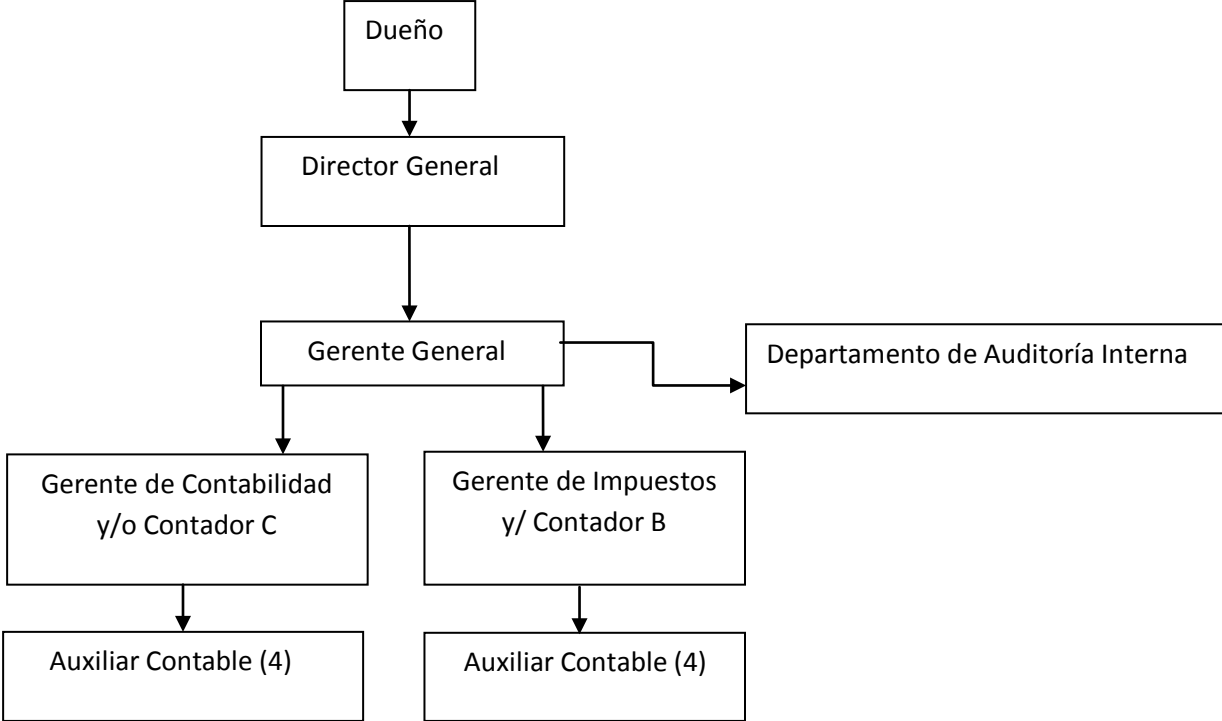 Dueño
Director General
Gerente General
Departamento de Auditoría Interna
Gerente de Contabilidad
y/o Contador C
Gerente de Impuestos
y/ Contador B
Auxiliar Contable (4)
Auxiliar Contable (4)